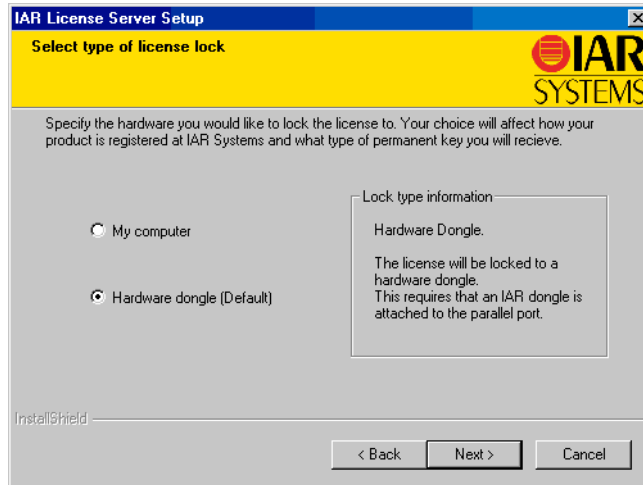 IAR License Server Setup
Select type of license lock
IAR
SYSTEMS
Specify the hardware you would like to lock the license to. Your choice will affect how your
product is registered at IAR Systems and what type of permanent key you will recieve.
My computer
Hardware dongle (Default)
Lock type information
Hardware Dongle.
The license will be locked to a
hardware dongle.
This requires that an IAR dongle is
attached to the parallel port.
InstallShield
< Back
Next >
Cancel